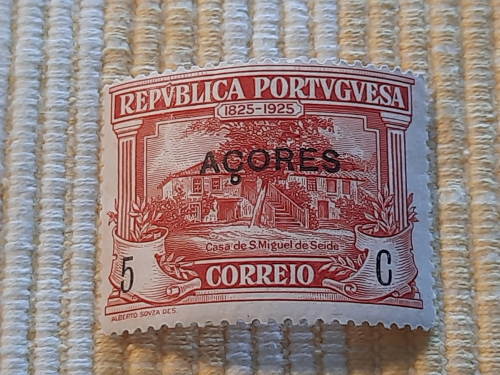 REPVBLICA PORTVGVESA
1825-1925
AÇORES
Casa de S. Miguel de Seide
5 C
CORREIO
ALBERTO SOVZA DES.